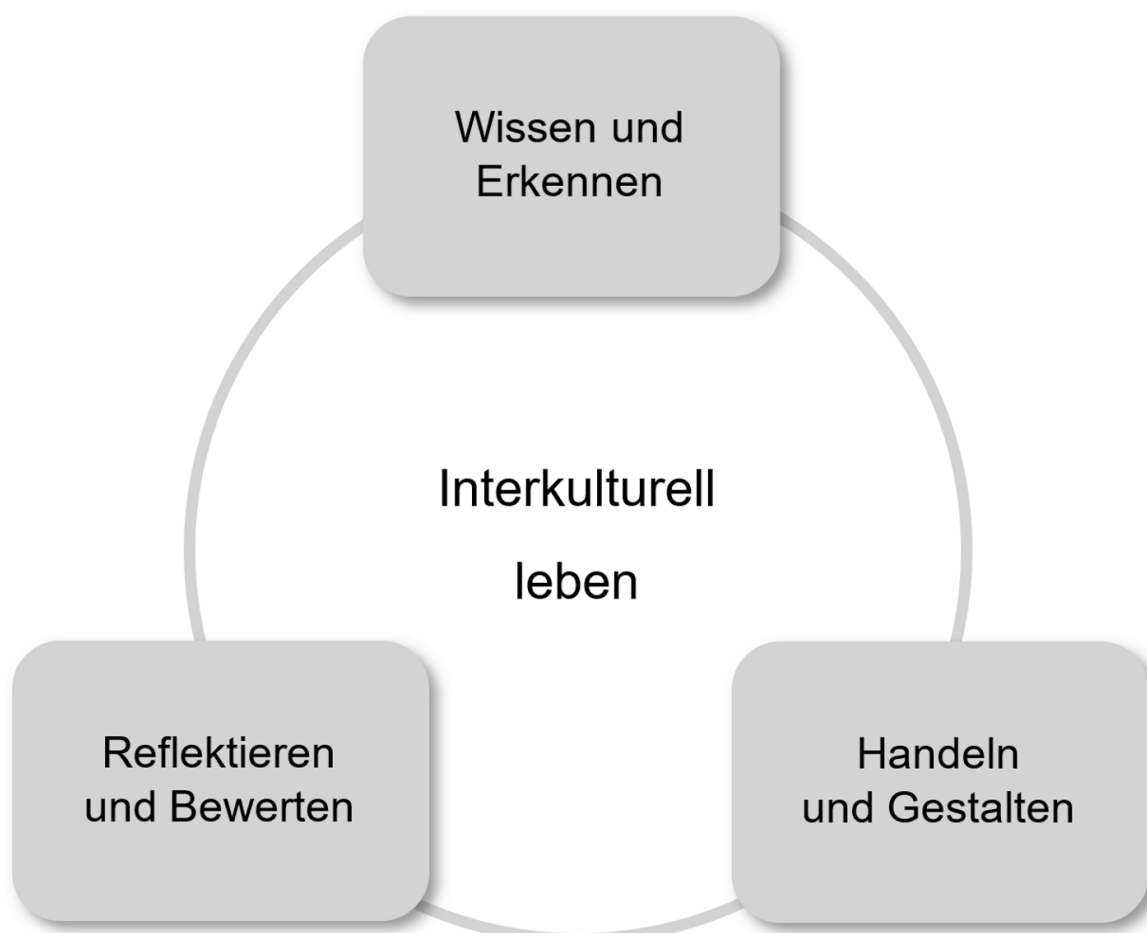 Wissen und
Erkennen
Interkulturell
leben
Reflektieren
und Bewerten
Handeln
und Gestalten